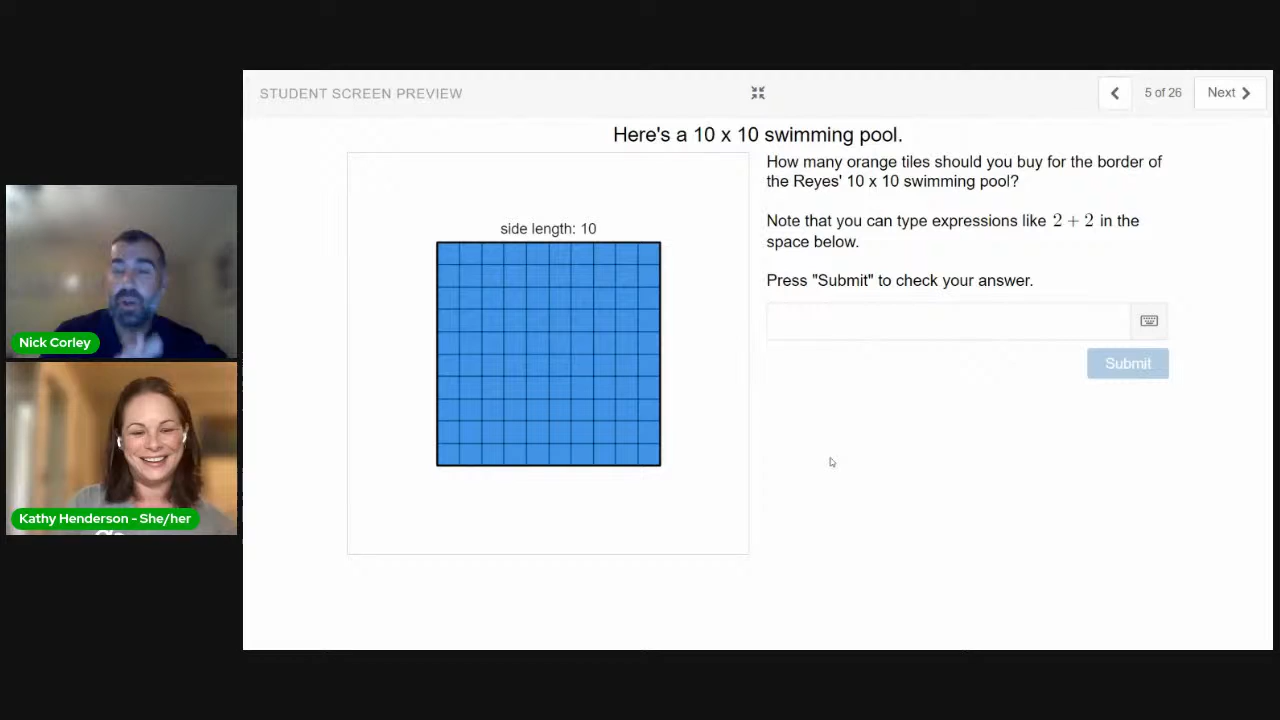 STUDENT SCREEN PREVIEW
5 of 26
Next
Here's a 10 x 10 swimming pool.
How many orange tiles should you buy for the border of
the Reyes' 10 x 10 swimming pool?
Note that you can type expressions like 2 + 2 in the
space below.
Press "Submit" to check your answer.
Submit
side length: 10
Nick Corley
Kathy Henderson - She/her